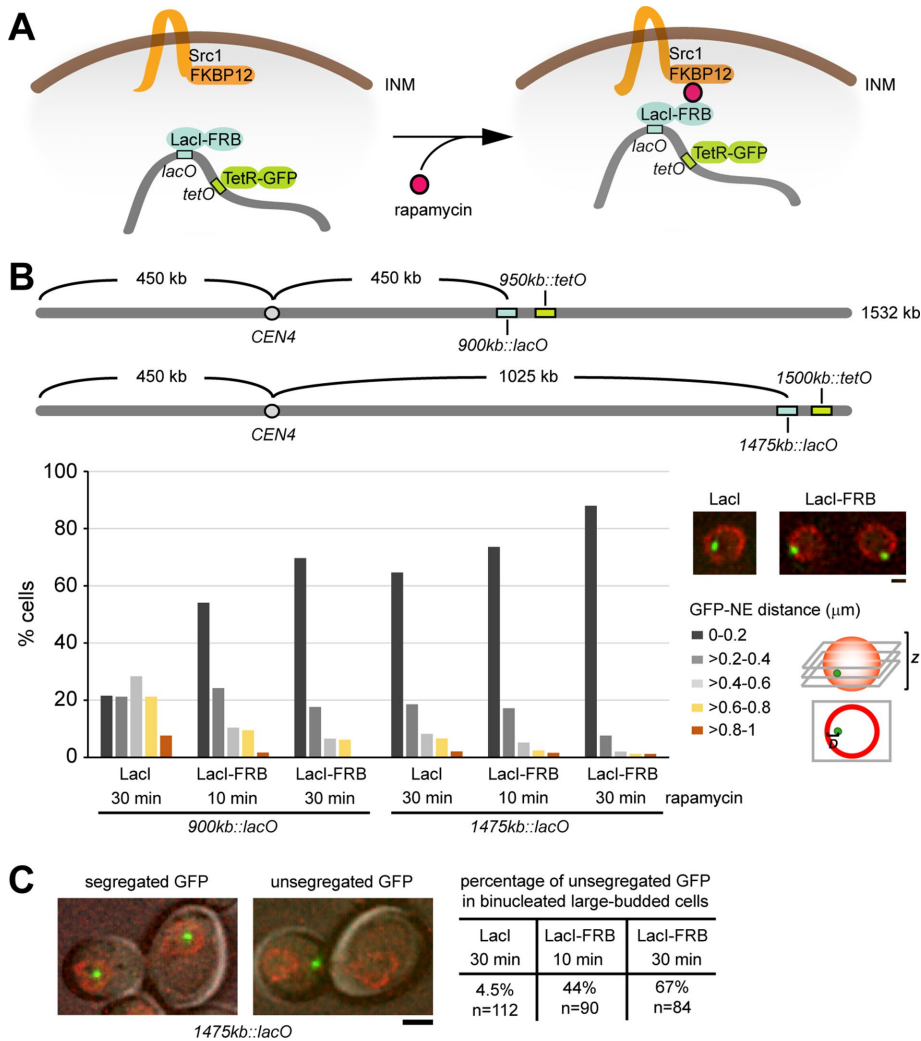 A
Src1
FKBP12
INM
LacI-FRB
lacO
TetR-GFP
tetO
rapamycin
Src1
FKBP12
INM
LacI-FRB
lacO
TetR-GFP
tetO
B
450 kb
450 kb
950kb::tetO
1532 kb
CEN4
900kb::lacO
450 kb
1025 kb
1500kb::tetO
CEN4
1475kb::lacO
% cells
100
80
60
40
20
0
LacI LacI-FRB LacI-FRB LacI LacI-FRB LacI-FRB
30 min 10 min 30 min 30 min 10 min 30 min rapamycin
900kb::lacO 1475kb::lacO
LacI LacI-FRB
GFP-NE distance (μm)
0-0.2
>0.2-0.4
>0.4-0.6
>0.6-0.8
>0.8-1
z
D
C
segregated GFP unsegregated GFP
1475kb::lacO
percentage of unsegregated GFP
in binucleated large-budded cells
LacI LacI-FRB LacI-FRB
30 min 10 min 30 min
4.5% 44% 67%
n=112 n=90 n=84